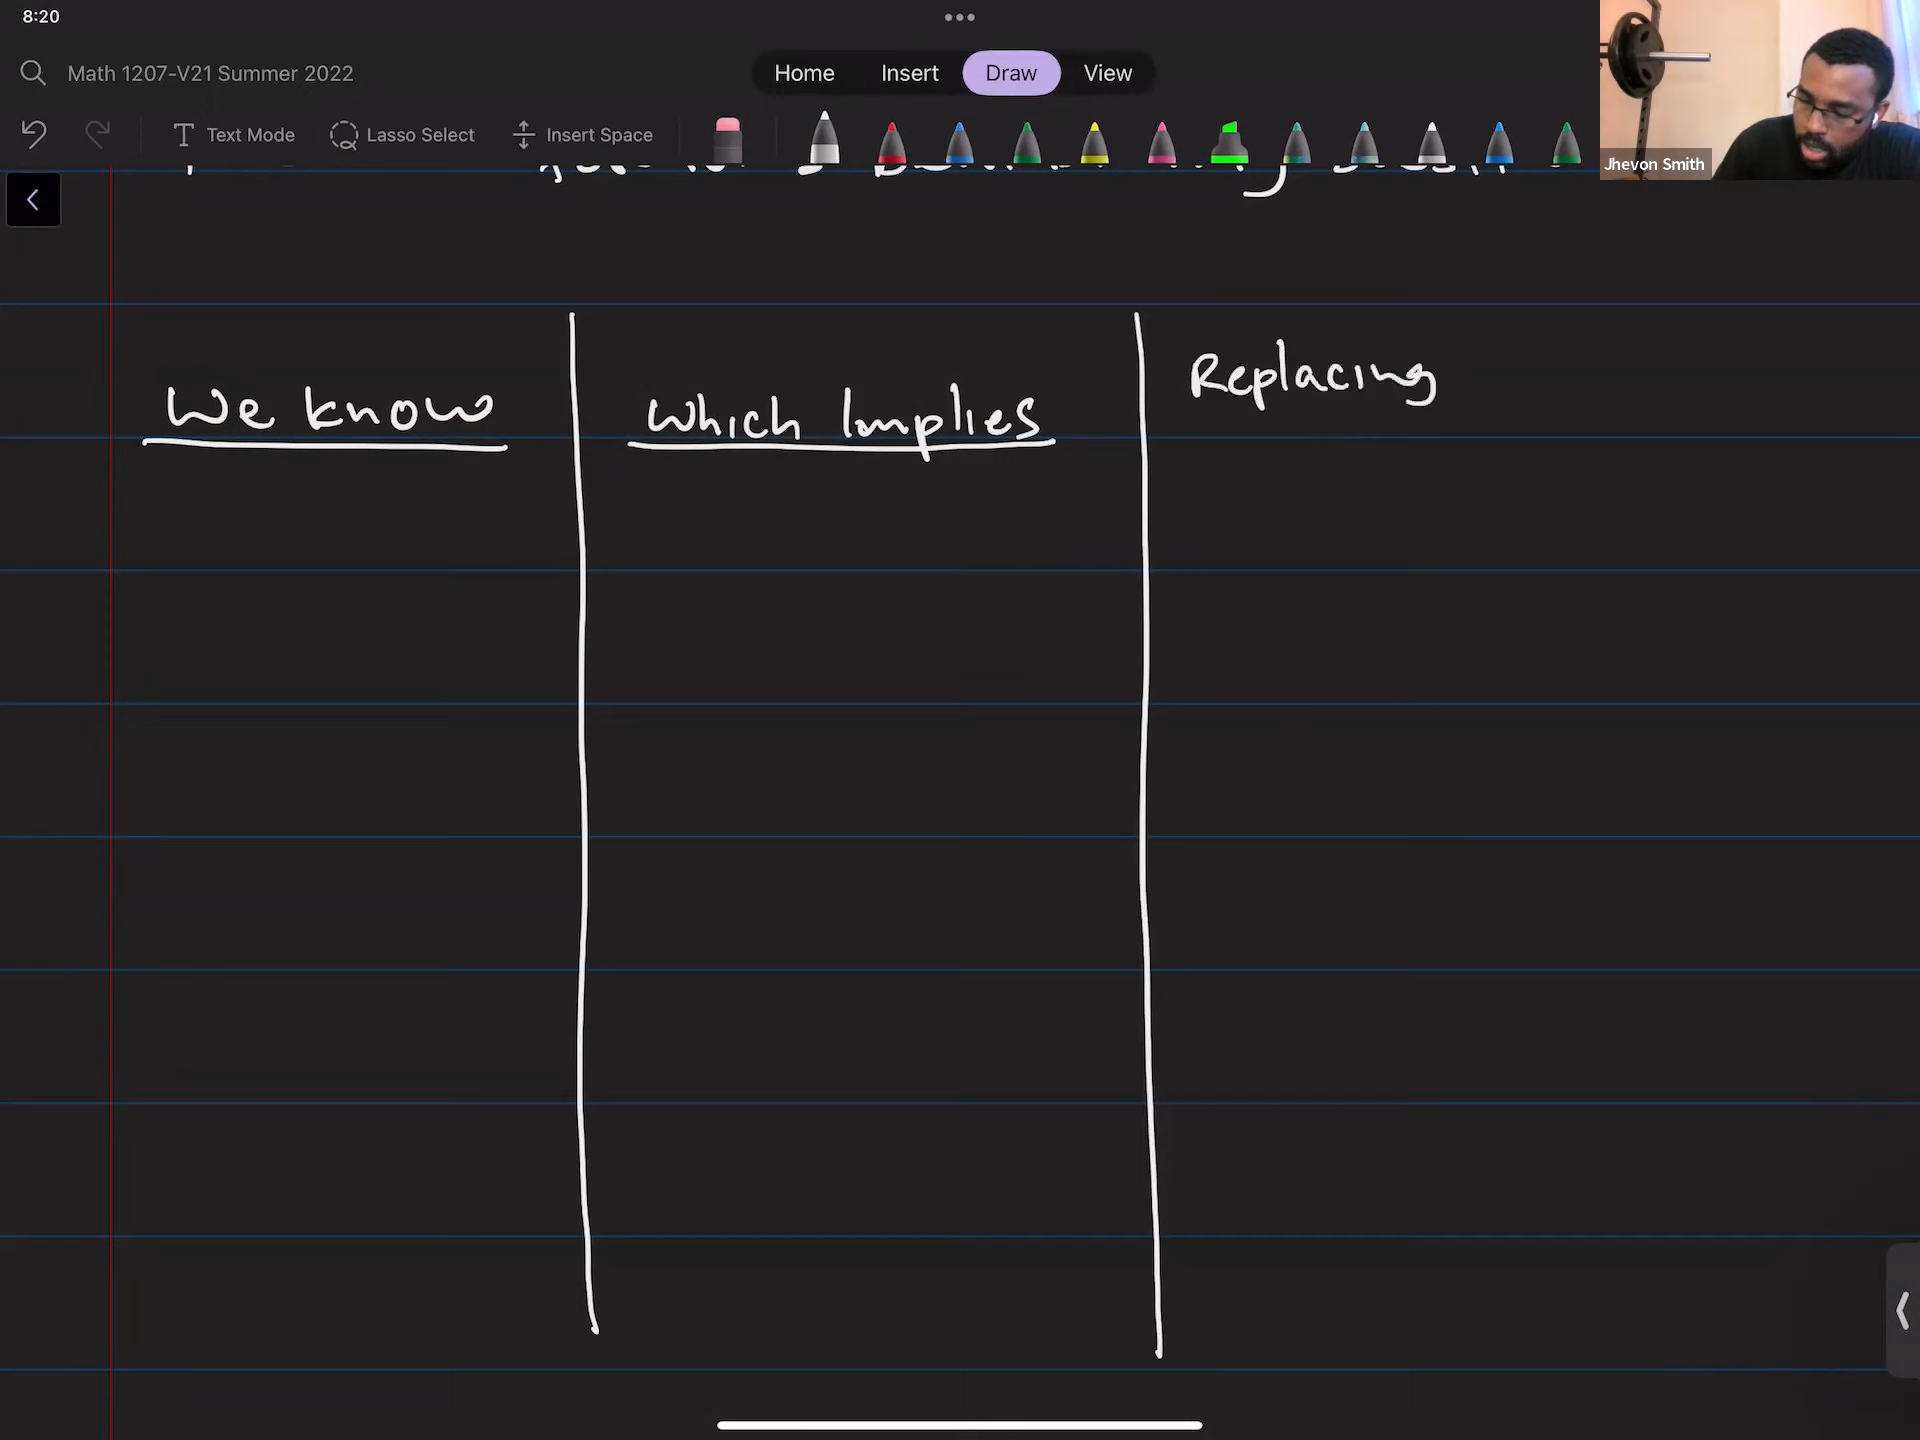 8:20
Math 1207-V21 Summer 2022
Home Insert Draw View
Text Mode Lasso Select Insert Space
Jhevon Smith
We know
Which Implies
Replacing